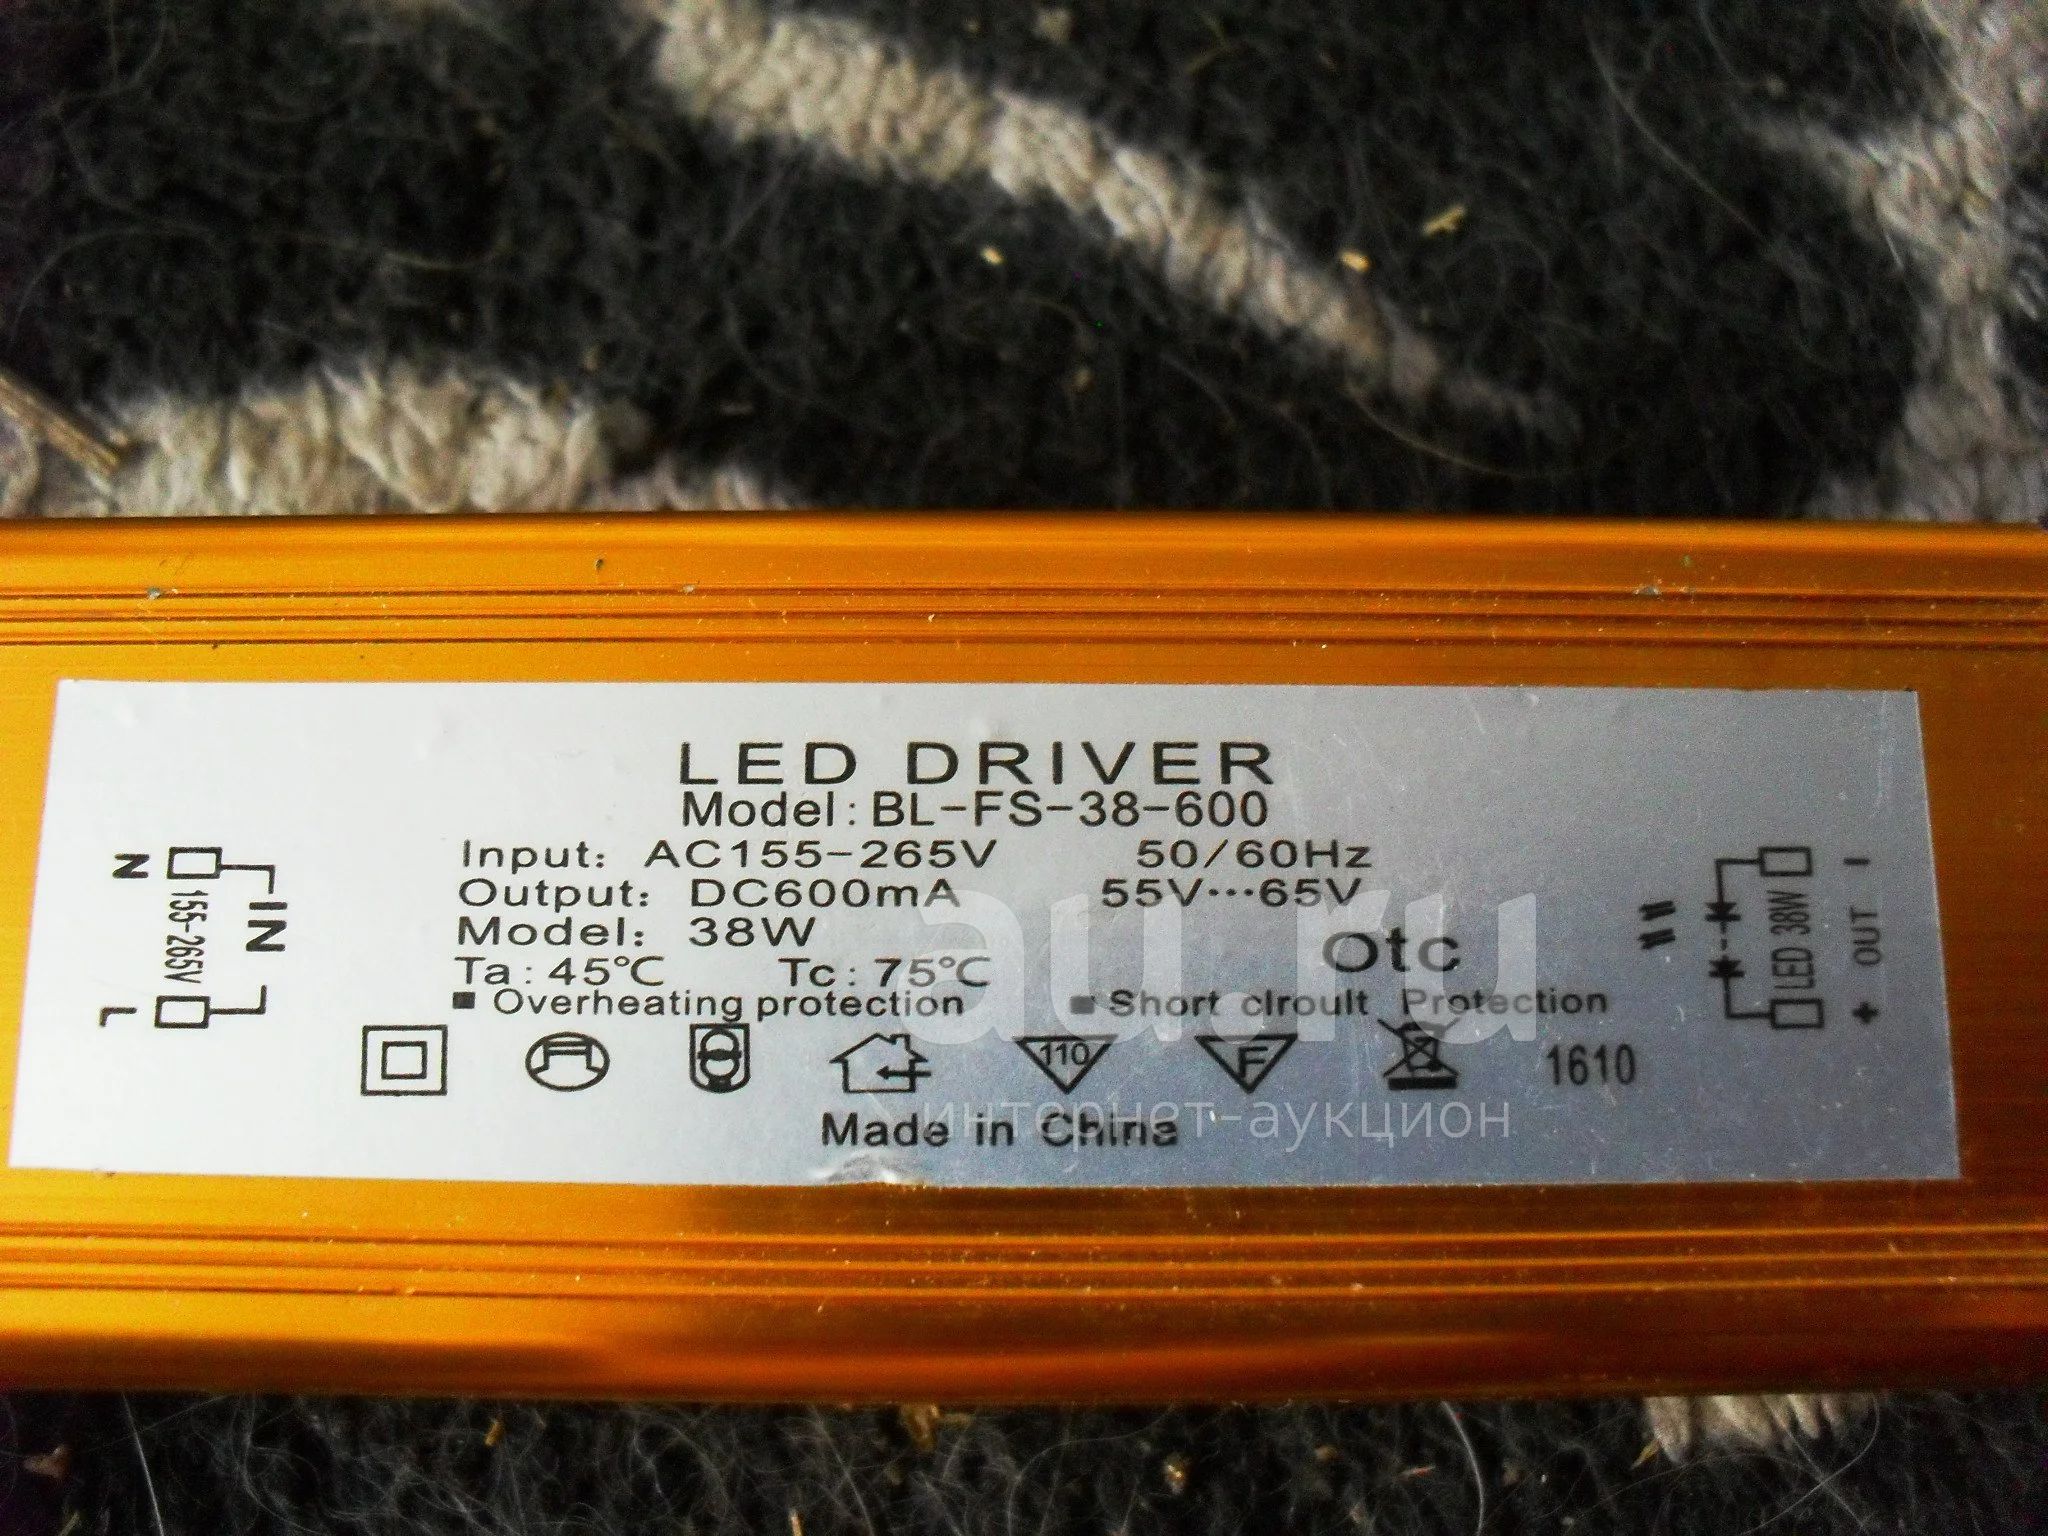 LED DRIVER
Model: BL-FS-38-600
Input: AC155-265V 50/60Hz
Output: DC600mA 55V···65V
Model: 38W
Ta: 45℃ Tc: 75℃
otc
■ Overheating protection ■ Short clroult Protection
110 F 1610
Made in China
N
155-265V
IN
L
LED 38W
- OUT +
au.ru
интернет-аукцион